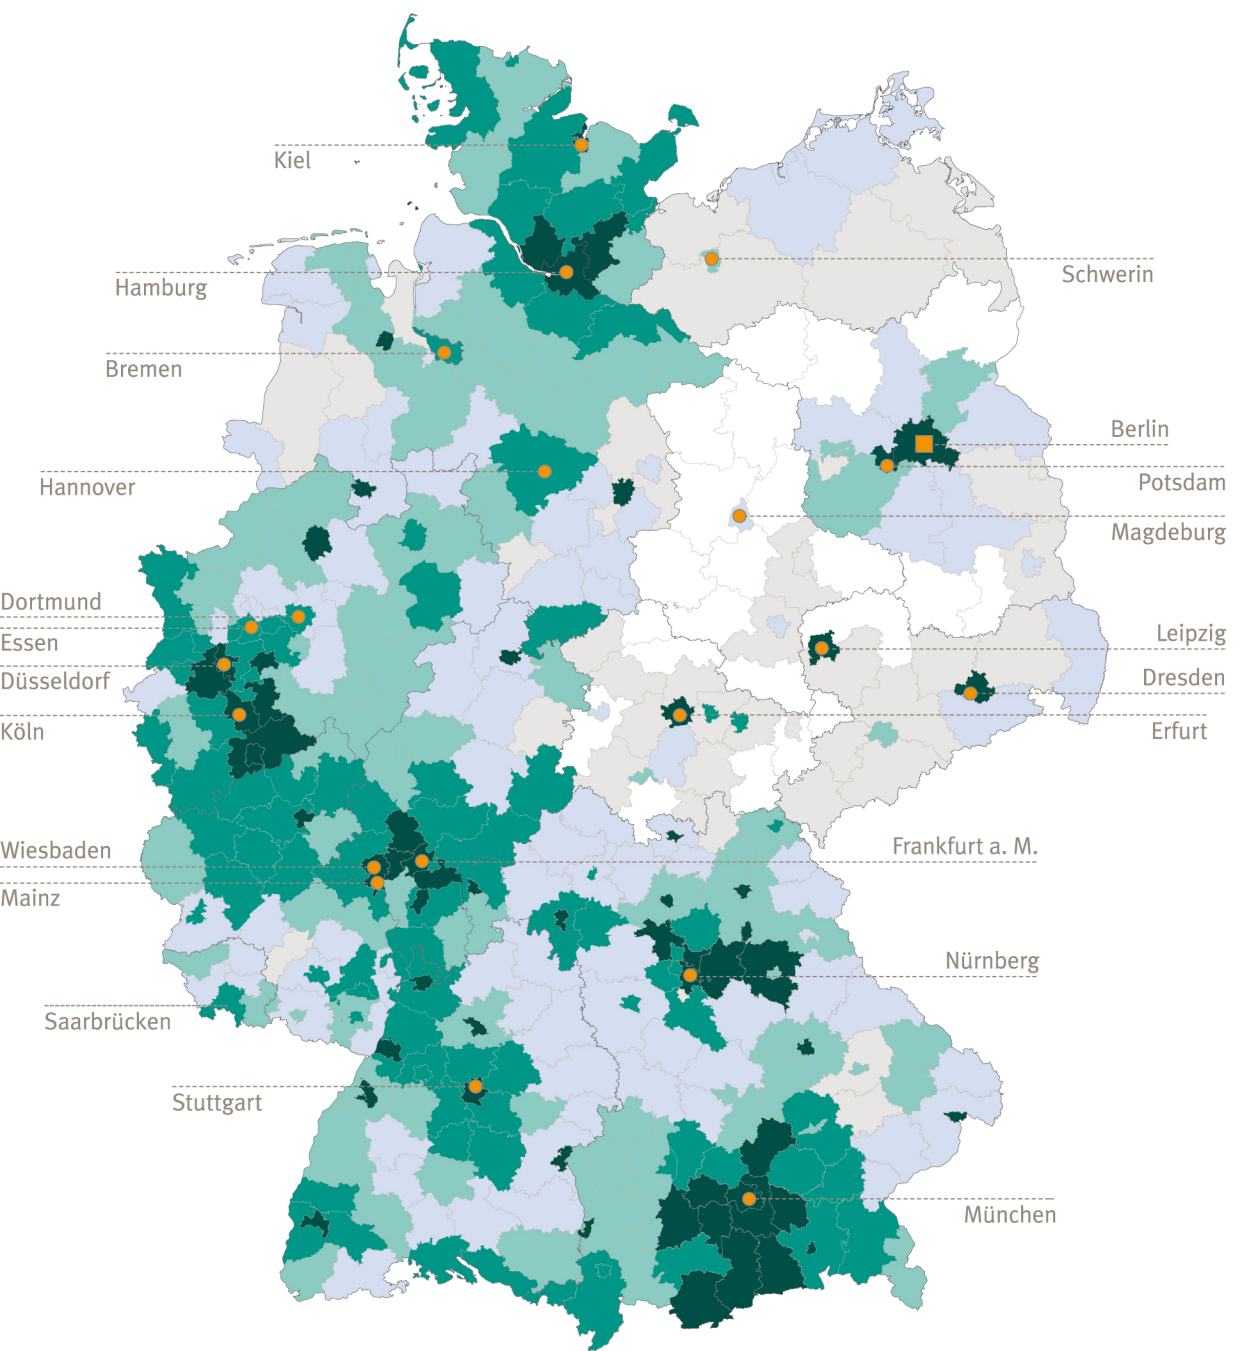 Kiel
Schwerin
Hamburg
Bremen
Berlin
Hannover
Potsdam
Magdeburg
Dortmund
Essen
Leipzig
Düsseldorf
Dresden
Köln
Erfurt
Wiesbaden
Frankfurt a. M.
Mainz
Nürnberg
Saarbrücken
Stuttgart
München